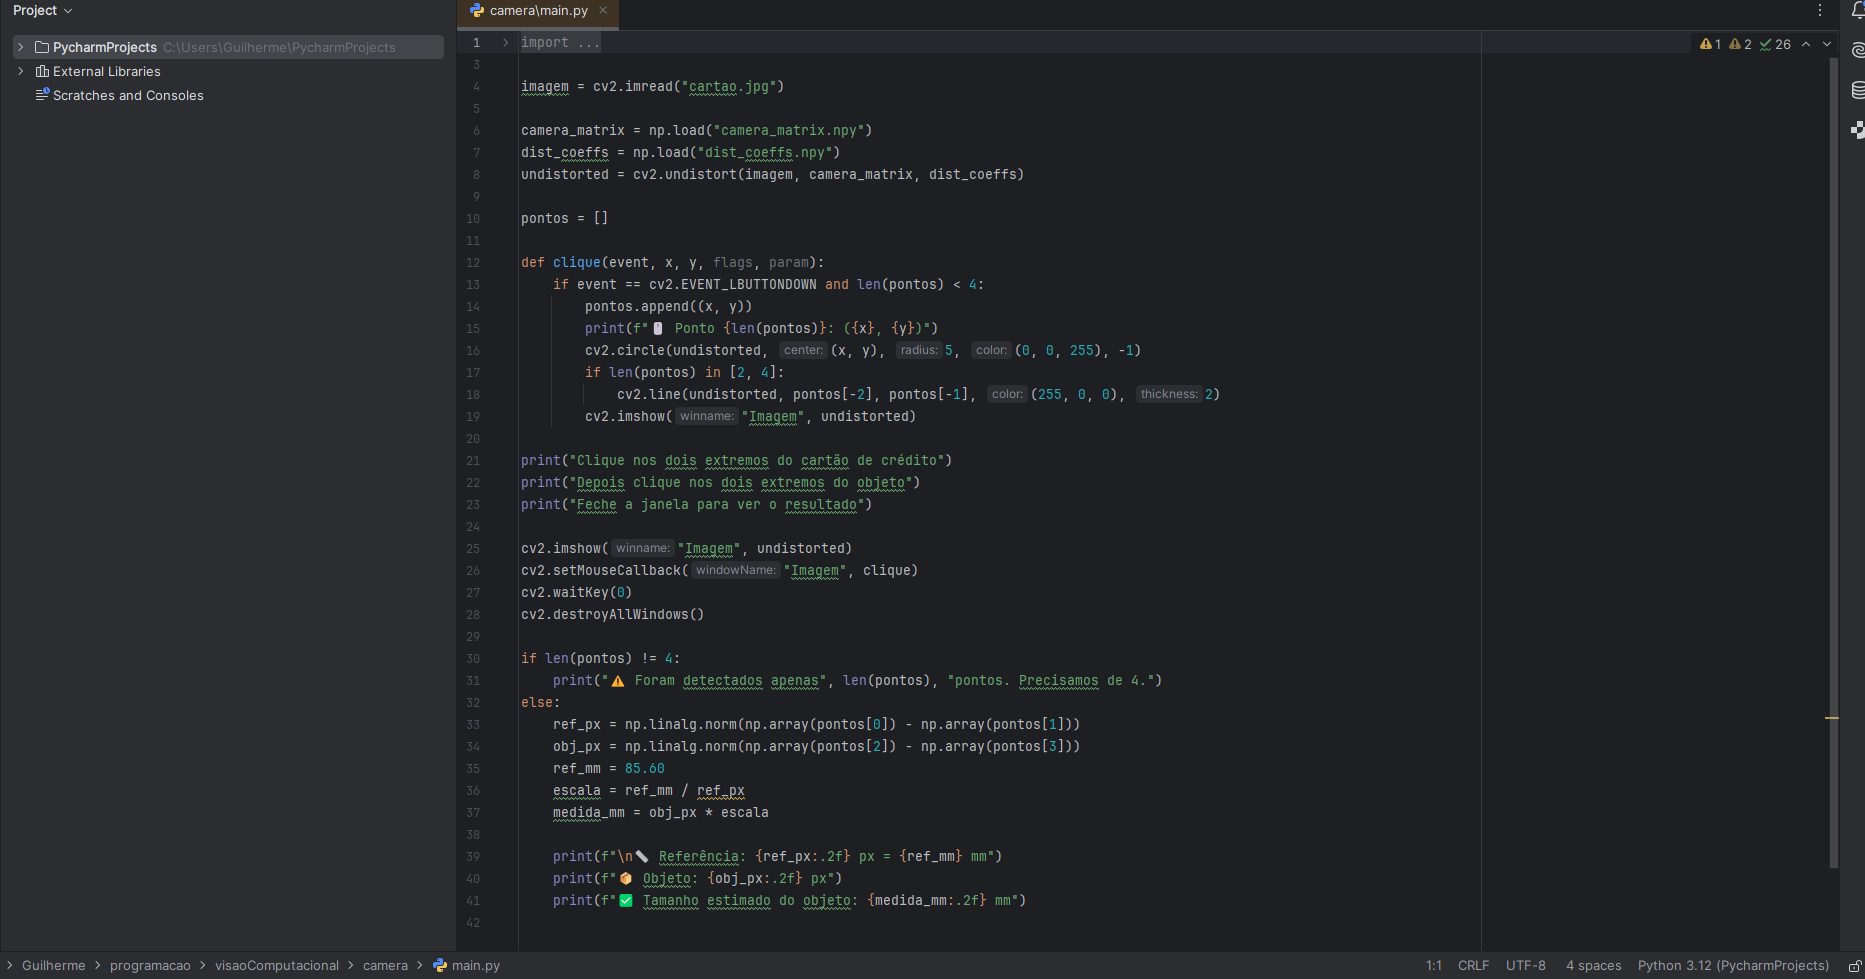 Project
camera\main.py
PycharmProjects C:\Users\Guilherme\PycharmProjects
External Libraries
Scratches and Consoles
1 2 26
1 import ...
3
4 imagem = cv2.imread("cartao.jpg")
5
6 camera_matrix = np.load("camera_matrix.npy")
7 dist_coeffs = np.load("dist_coeffs.npy")
8 undistorted = cv2.undistort(imagem, camera_matrix, dist_coeffs)
9
10 pontos = []
11
12 def clique(event, x, y, flags, param):
13     if event == cv2.EVENT_LBUTTONDOWN and len(pontos) < 4:
14         pontos.append((x, y))
15         print(f"🖱️ Ponto {len(pontos)}: ({x}, {y})")
16         cv2.circle(undistorted, center: (x, y), radius: 5, color: (0, 0, 255), -1)
17         if len(pontos) in [2, 4]:
18             cv2.line(undistorted, pontos[-2], pontos[-1], color: (255, 0, 0), thickness: 2)
19         cv2.imshow( winname: "Imagem", undistorted)
20
21 print("Clique nos dois extremos do cartão de crédito")
22 print("Depois clique nos dois extremos do objeto")
23 print("Feche a janela para ver o resultado")
24
25 cv2.imshow( winname: "Imagem", undistorted)
26 cv2.setMouseCallback( windowName: "Imagem", clique)
27 cv2.waitKey(0)
28 cv2.destroyAllWindows()
29
30 if len(pontos) != 4:
31     print("⚠️ Foram detectados apenas", len(pontos), "pontos. Precisamos de 4.")
32 else:
33     ref_px = np.linalg.norm(np.array(pontos[0]) - np.array(pontos[1]))
34     obj_px = np.linalg.norm(np.array(pontos[2]) - np.array(pontos[3]))
35     ref_mm = 85.60
36     escala = ref_mm / ref_px
37     medida_mm = obj_px * escala
38
39     print(f"\n📏 Referência: {ref_px:.2f} px = {ref_mm} mm")
40     print(f"📦 Objeto: {obj_px:.2f} px")
41     print(f"✅ Tamanho estimado do objeto: {medida_mm:.2f} mm")
42
Guilherme > programacao > visaoComputacional > camera > main.py
1:1 CRLF UTF-8 4 spaces Python 3.12 (PycharmProjects)